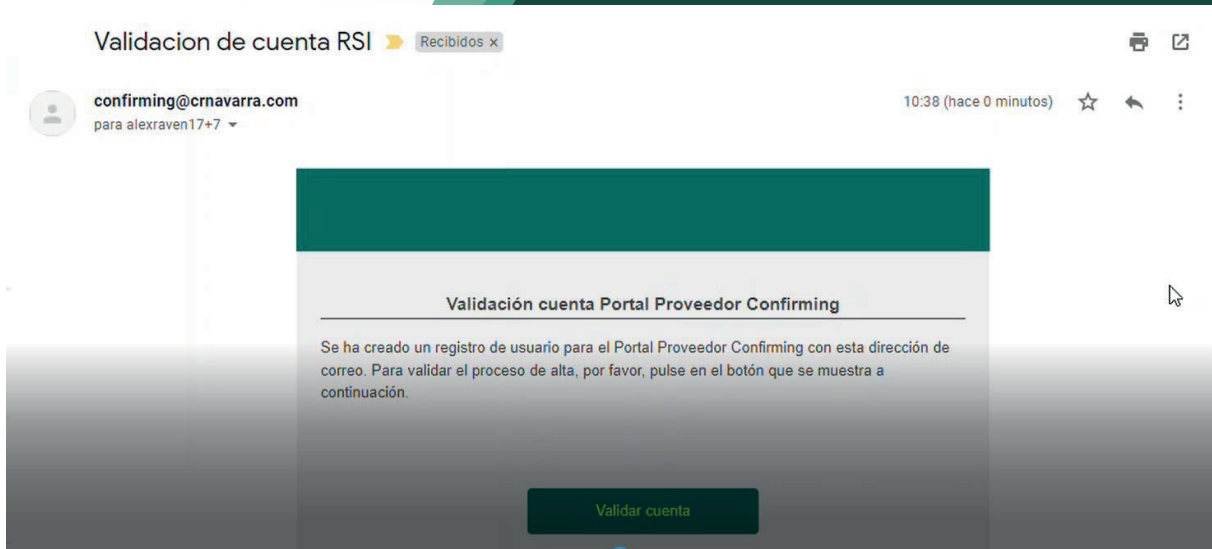 Validacion de cuenta RSI
Recibidos x
confirming@crnavarra.com
10:38 (hace 0 minutos)
para alexraven17+7
Validación cuenta Portal Proveedor Confirming
Se ha creado un registro de usuario para el Portal Proveedor Confirming con esta dirección de
correo. Para validar el proceso de alta, por favor, pulse en el botón que se muestra a
continuación.
Validar cuenta